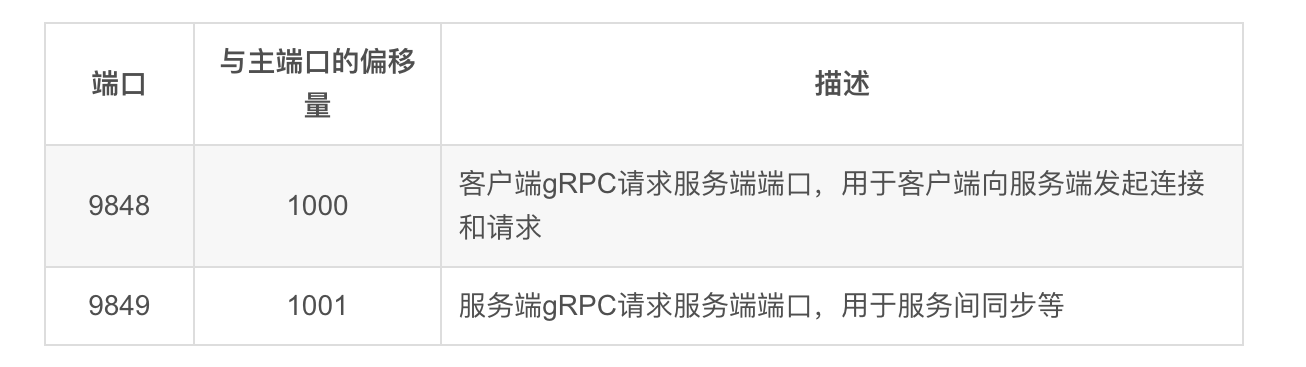 端口
与主端口的偏移
量
描述
9848
1000
客户端gRPC请求服务端端口，用于客户端向服务端发起连接
和请求
9849
1001
服务端gRPC请求服务端端口，用于服务间同步等